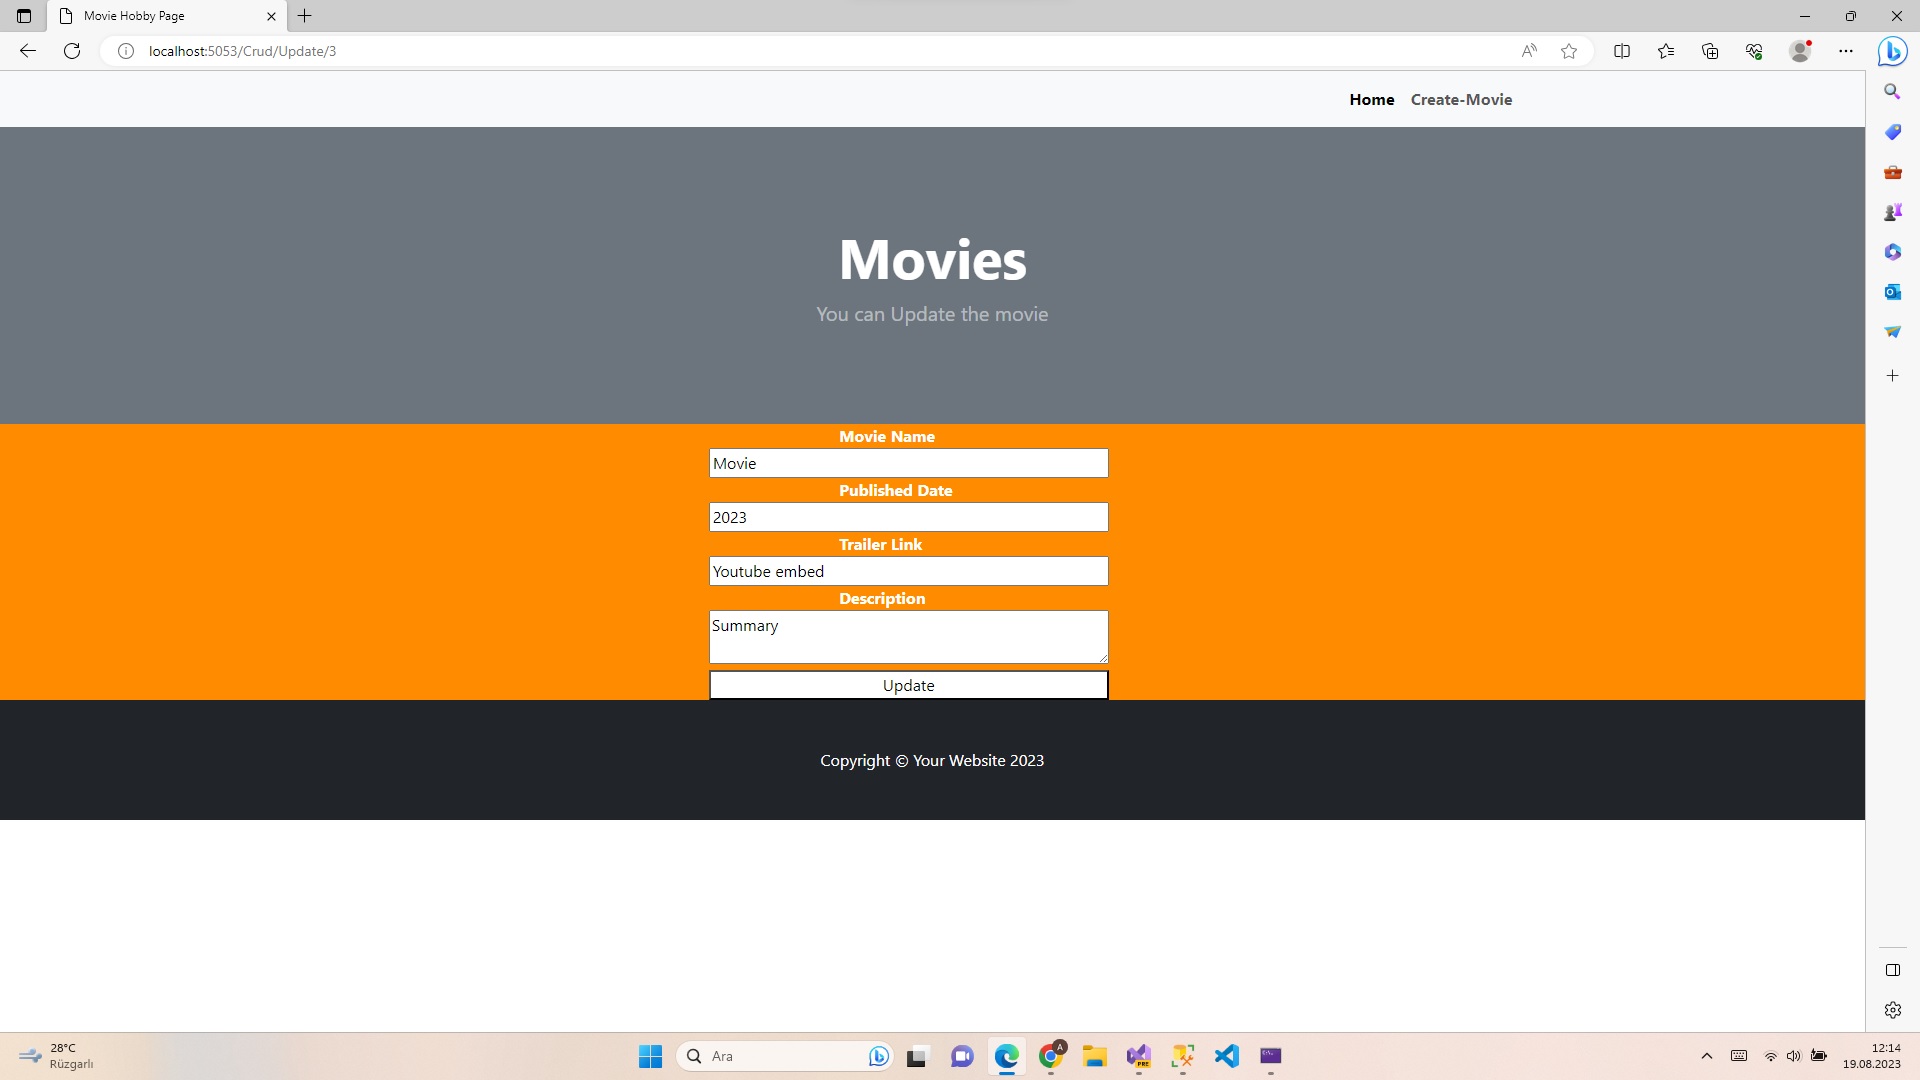 Movie Hobby Page
localhost:5053/Crud/Update/3
Home Create-Movie
Movies
You can Update the movie
Movie Name
Movie
Published Date
2023
Trailer Link
Youtube embed
Description
Summary
Update
Copyright © Your Website 2023
28°C
Rüzgarlı
Ara
A
PRE
12:14
19.08.2023